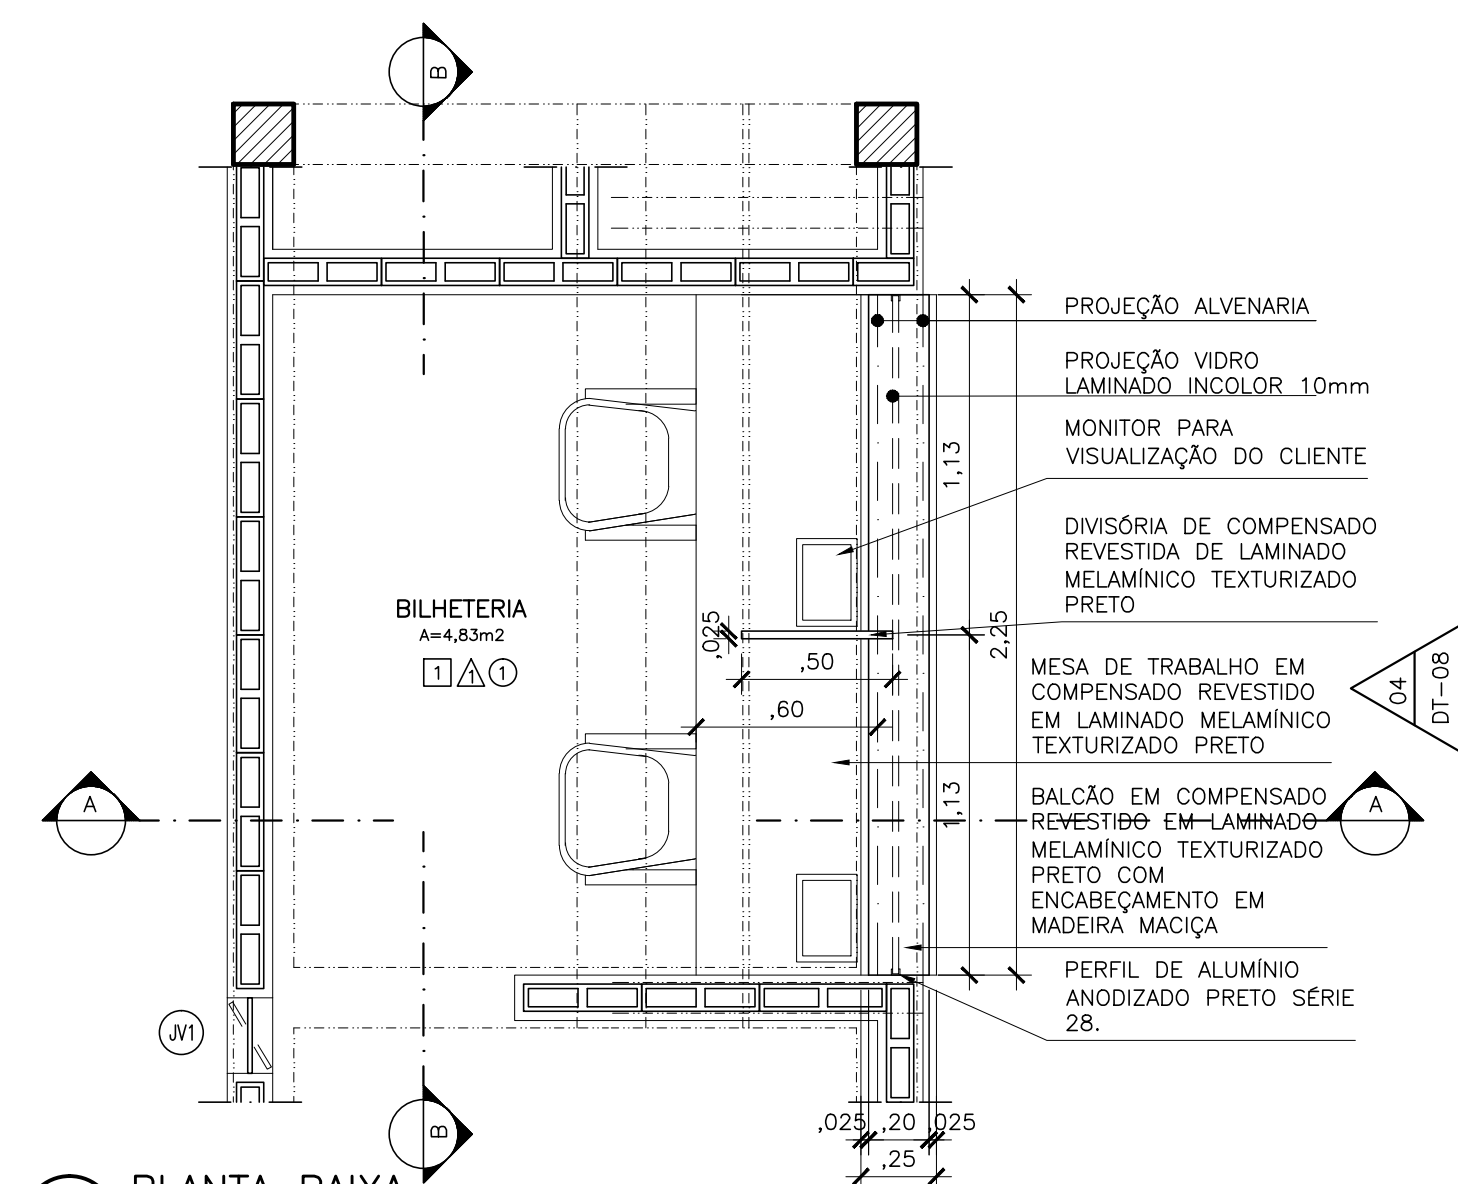 B
PROJEÇÃO ALVENARIA
PROJEÇÃO VIDRO
LAMINADO INCOLOR 10mm
MONITOR PARA
VISUALIZAÇÃO DO CLIENTE
1,13
DIVISÓRIA DE COMPENSADO
REVESTIDA DE LAMINADO
MELAMÍNICO TEXTURIZADO
PRETO
BILHETERIA
A=4,83m2
1 1 1
,025
2,25
,50
,60
MESA DE TRABALHO EM
COMPENSADO REVESTIDO
EM LAMINADO MELAMÍNICO
TEXTURIZADO PRETO
04
DT-08
A
1,13
BALCÃO EM COMPENSADO
REVESTIDO EM LAMINADO
MELAMÍNICO TEXTURIZADO
PRETO COM
ENCABEÇAMENTO EM
MADEIRA MACIÇA
A
PERFIL DE ALUMÍNIO
ANODIZADO PRETO SÉRIE
28.
JV1
B
,025 ,20 ,025
,25
PLANTA BAIXA